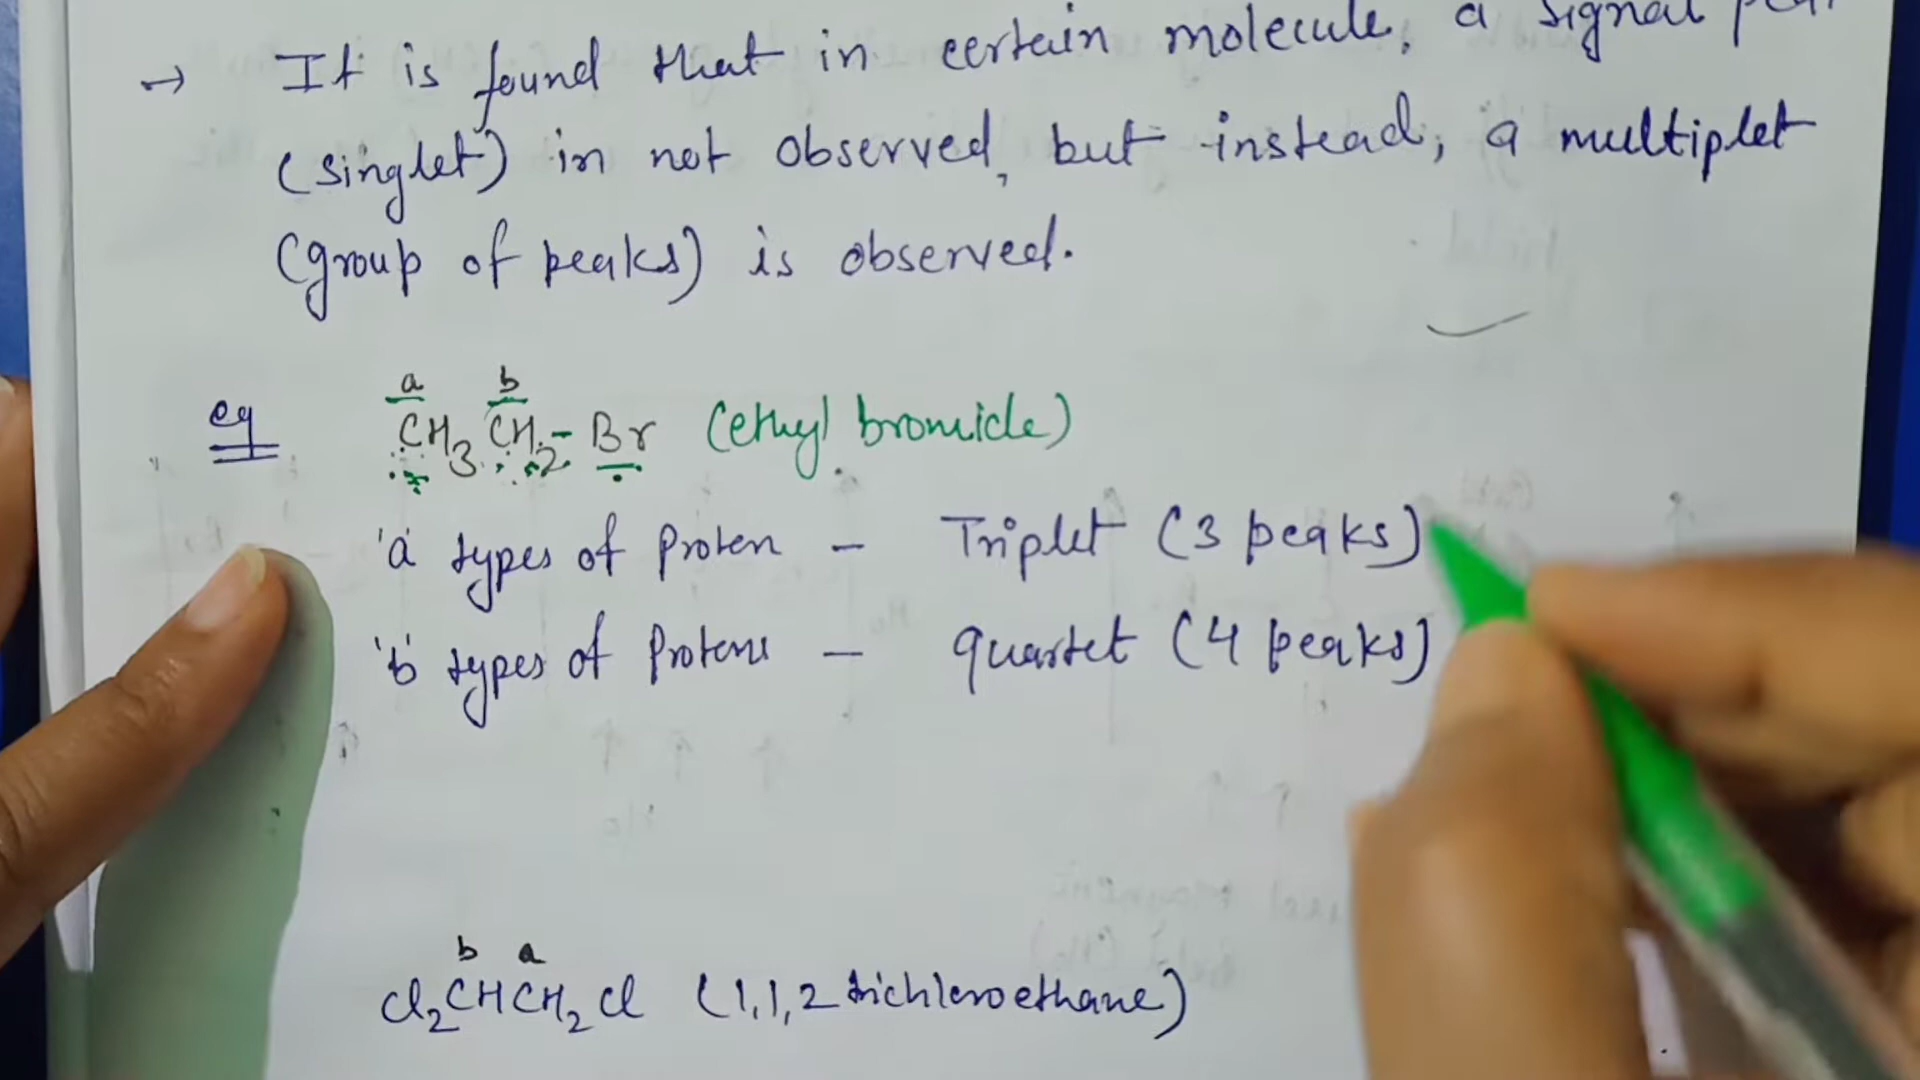 → It is found that in certain molecule, a signal
(singlet) in not observed, but instead, a multiplet
(group of peaks) is observed.
a b
eg CH3 CH2-Br (ethyl bromide)
'a' types of Proton - Triplet (3 peaks)
'b' types of Protons - quartet (4 peaks)
b a
Cl2CHCH2Cl (1,1,2 trichloroethane)